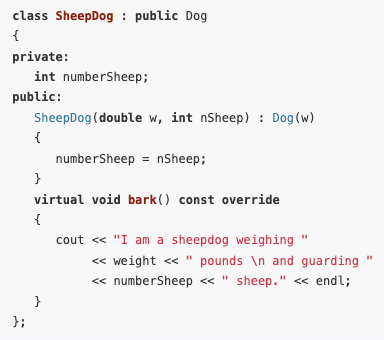 class SheepDog : public Dog
{
private:
   int numberSheep;
public:
   SheepDog(double w, int nSheep) : Dog(w)
   {
      numberSheep = nSheep;
   }
   virtual void bark() const override
   {
      cout << "I am a sheepdog weighing "
           << weight << " pounds \n and guarding "
           << numberSheep << " sheep." << endl;
   }
};